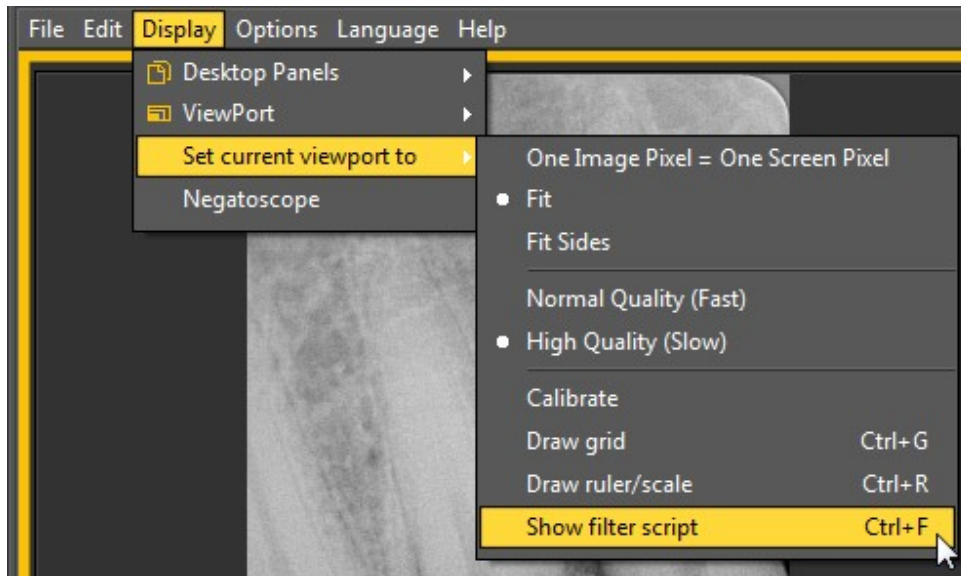 File Edit Display Options Language Help
Desktop Panels
ViewPort
Set current viewport to
Negatoscope
One Image Pixel = One Screen Pixel
Fit
Fit Sides
Normal Quality (Fast)
High Quality (Slow)
Calibrate
Draw grid Ctrl+G
Draw ruler/scale Ctrl+R
Show filter script Ctrl+F